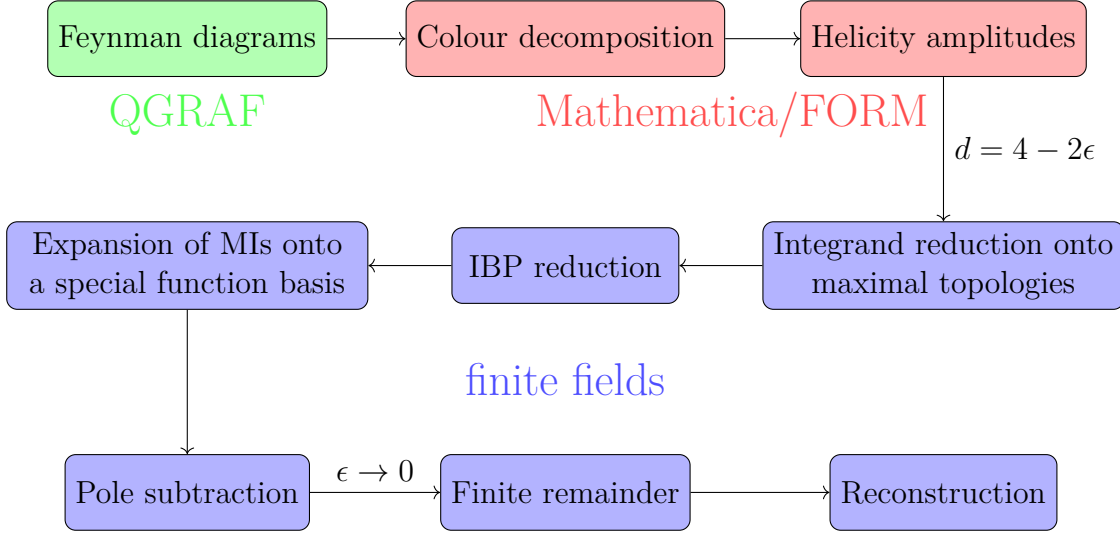 Feynman diagrams
Colour decomposition
Helicity amplitudes
QGRAF
Mathematica/FORM
d = 4 − 2ϵ
Expansion of MIs onto
a special function basis
IBP reduction
Integrand reduction onto
maximal topologies
finite fields
Pole subtraction
ϵ → 0
Finite remainder
Reconstruction